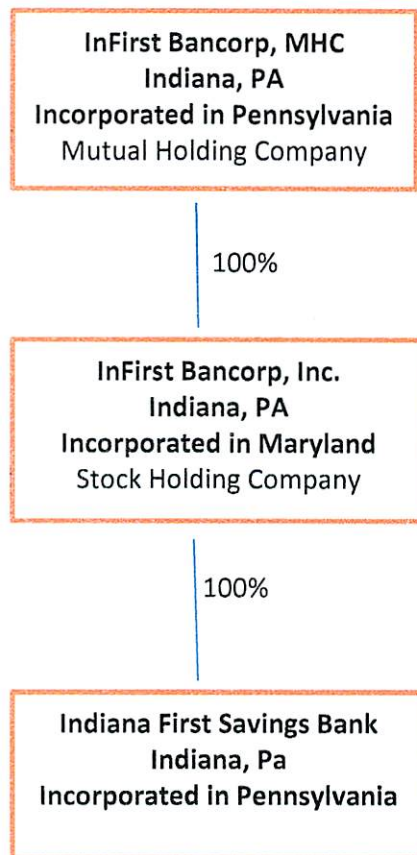 InFirst Bancorp, MHC
Indiana, PA
Incorporated in Pennsylvania
Mutual Holding Company
100%
InFirst Bancorp, Inc.
Indiana, PA
Incorporated in Maryland
Stock Holding Company
100%
Indiana First Savings Bank
Indiana, Pa
Incorporated in Pennsylvania